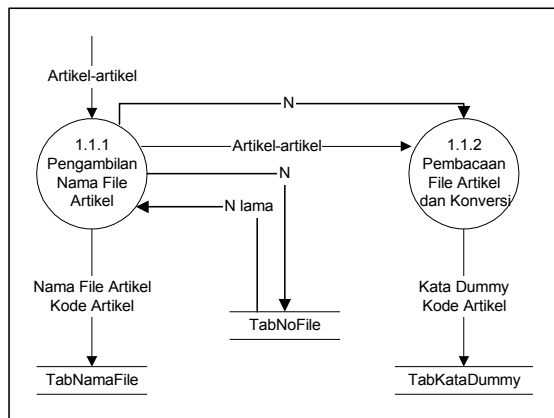 Artikel-artikel
N
1.1.1
Pengambilan
Nama File
Artikel
Artikel-artikel
1.1.2
Pembacaan
File Artikel
dan Konversi
N
N lama
Nama File Artikel
Kode Artikel
Kata Dummy
Kode Artikel
TabNoFile
TabNamaFile
TabKataDummy